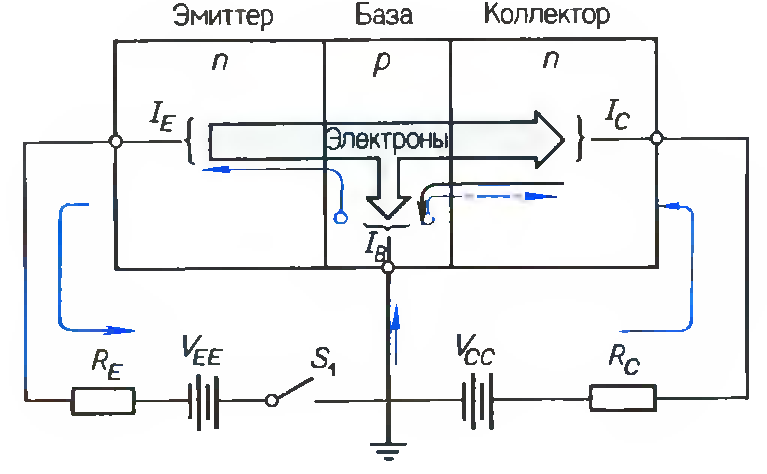 Эмиттер База Коллектор
n p n
I_E Электроны I_C
I_B
R_E V_EE S_1 V_CC R_C